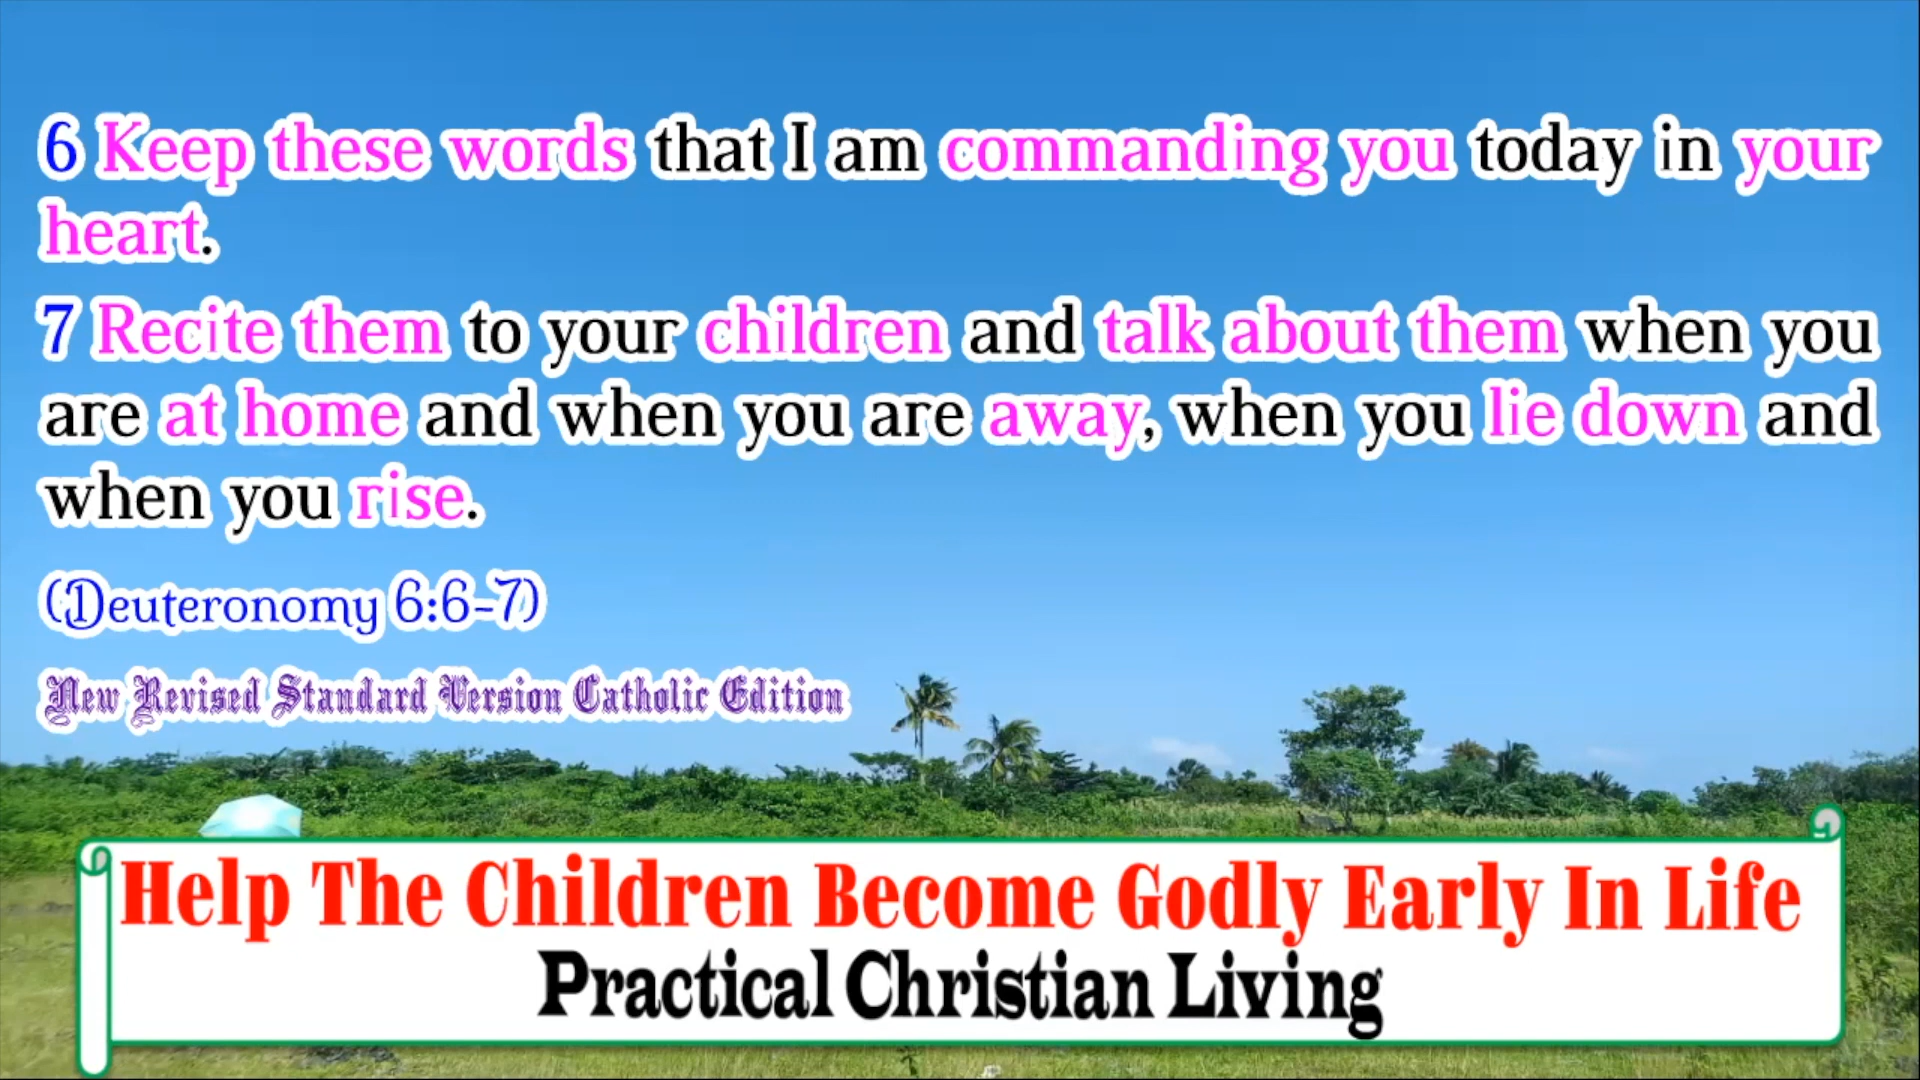 6 Keep these words that I am commanding you today in your
heart.
7 Recite them to your children and talk about them when you
are at home and when you are away, when you lie down and
when you rise.
(Deuteronomy 6:6-7)
New Revised Standard Version Catholic Edition
Help The Children Become Godly Early In Life
Practical Christian Living